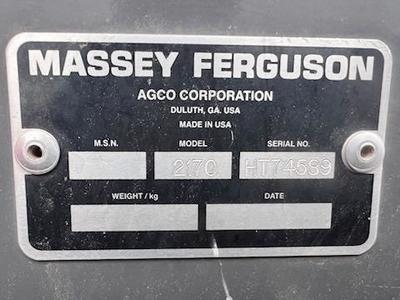 MASSEY FERGUSON
AGCO CORPORATION
DULUTH, GA. USA
MADE IN USA
M.S.N. MODEL SERIAL NO.
2170 HT74589
WEIGHT / kg DATE